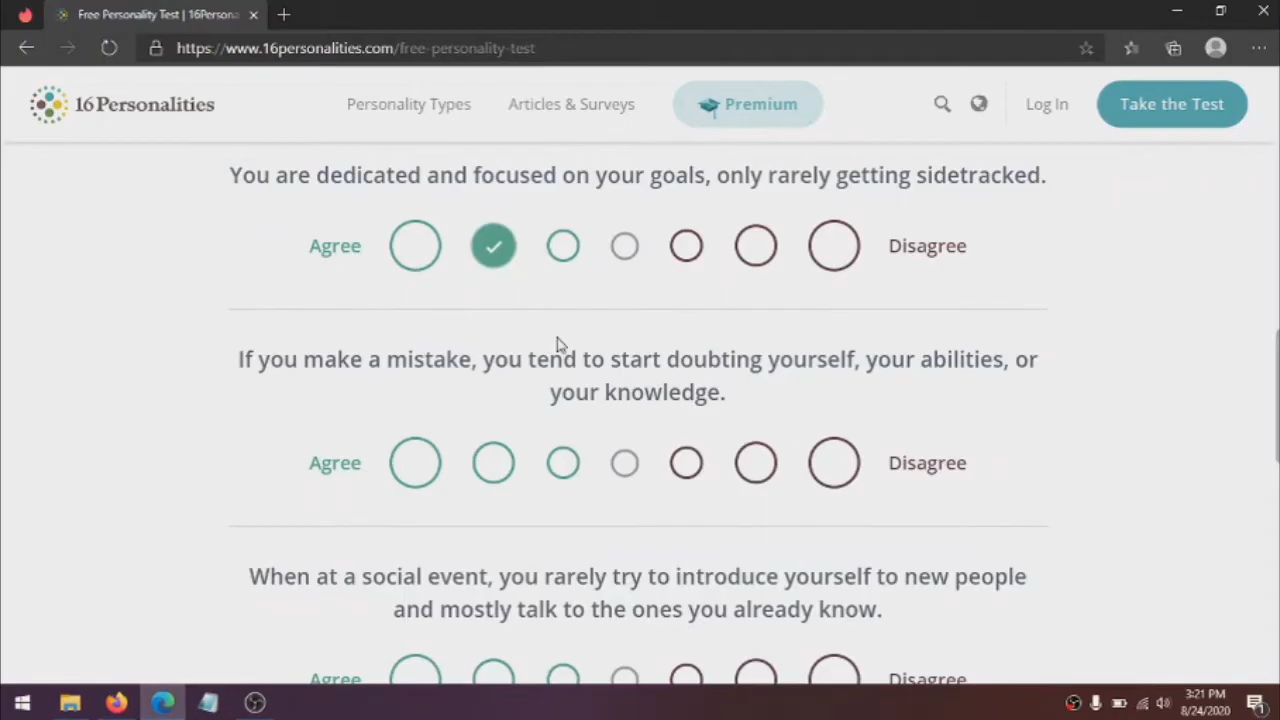 Free Personality Test | 16Persona
https://www.16personalities.com/free-personality-test
16Personalities
Personality Types
Articles & Surveys
Premium
Log In
Take the Test
You are dedicated and focused on your goals, only rarely getting sidetracked.
Agree
Disagree
If you make a mistake, you tend to start doubting yourself, your abilities, or
your knowledge.
Agree
Disagree
When at a social event, you rarely try to introduce yourself to new people
and mostly talk to the ones you already know.
Agree
Disagree
3:21 PM
8/24/2020
1